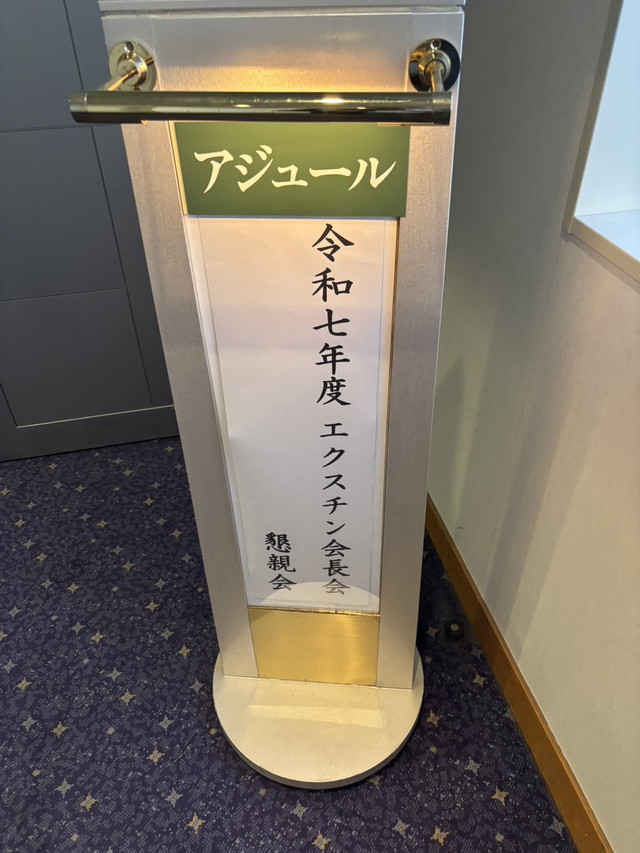 アジュール
令和七年度 エクスチン会長会
懇親会